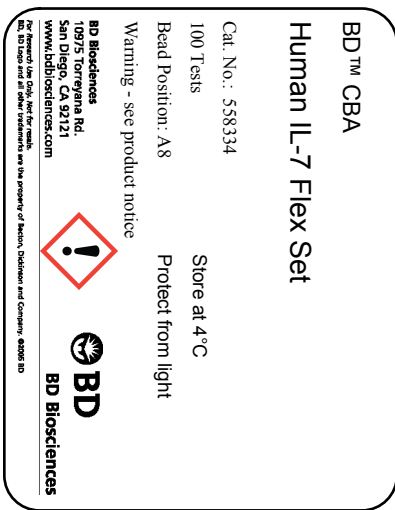 BD™ CBA
Human IL-7 Flex Set
Cat. No.: 558334
100 Tests Store at 4°C
Bead Position: A8 Protect from light
Warning - see product notice
BD Biosciences
10975 Torreyana Rd.
San Diego, CA 92121
www.bdbiosciences.com
BD
BD Biosciences
For Research Use Only. Not for resale.
BD, BD Logo and all other trademarks are the property of Becton, Dickinson and Company. ©2005 BD